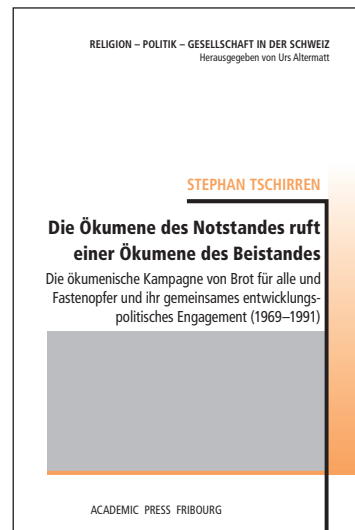 RELIGION – POLITIK – GESELLSCHAFT IN DER SCHWEIZ
Herausgegeben von Urs Altermatt
STEPHAN TSCHIRREN
Die Ökumene des Notstandes ruft
einer Ökumene des Beistandes
Die ökumenische Kampagne von Brot für alle und
Fastenopfer und ihr gemeinsames entwicklungs-
politisches Engagement (1969–1991)
ACADEMIC PRESS FRIBOURG